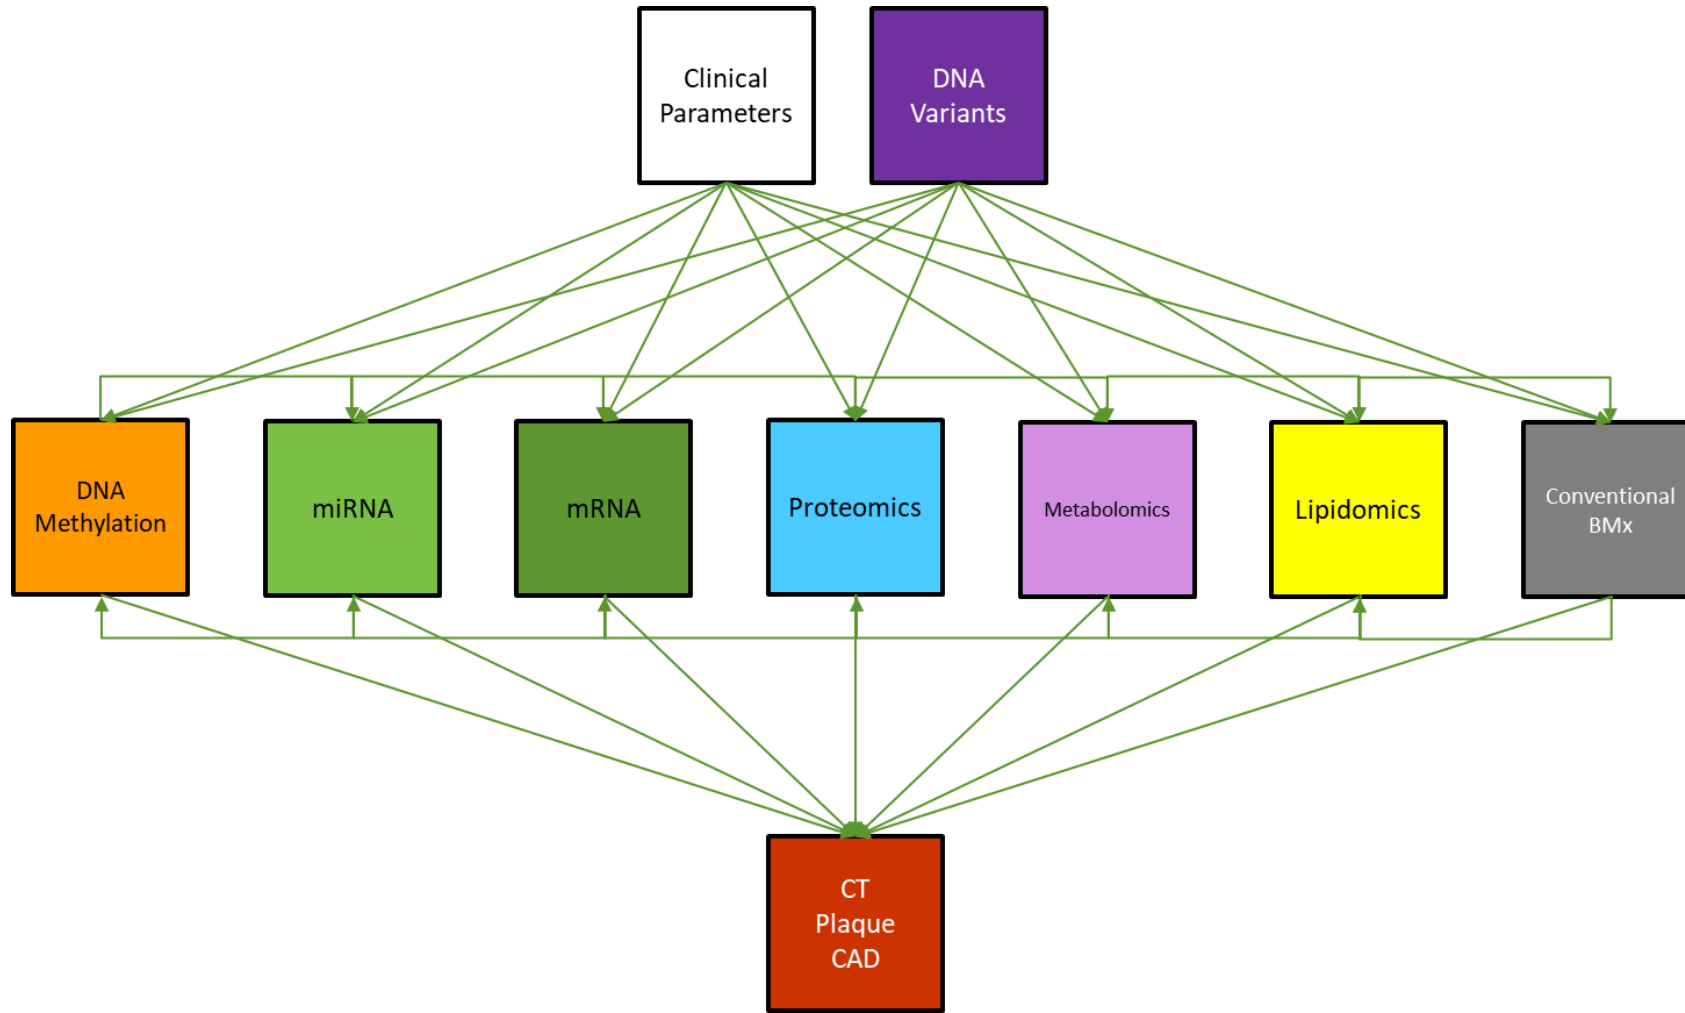 Clinical
Parameters
DNA
Variants
DNA
Methylation
miRNA
mRNA
Proteomics
Metabolomics
Lipidomics
Conventional
BMx
CT
Plaque
CAD